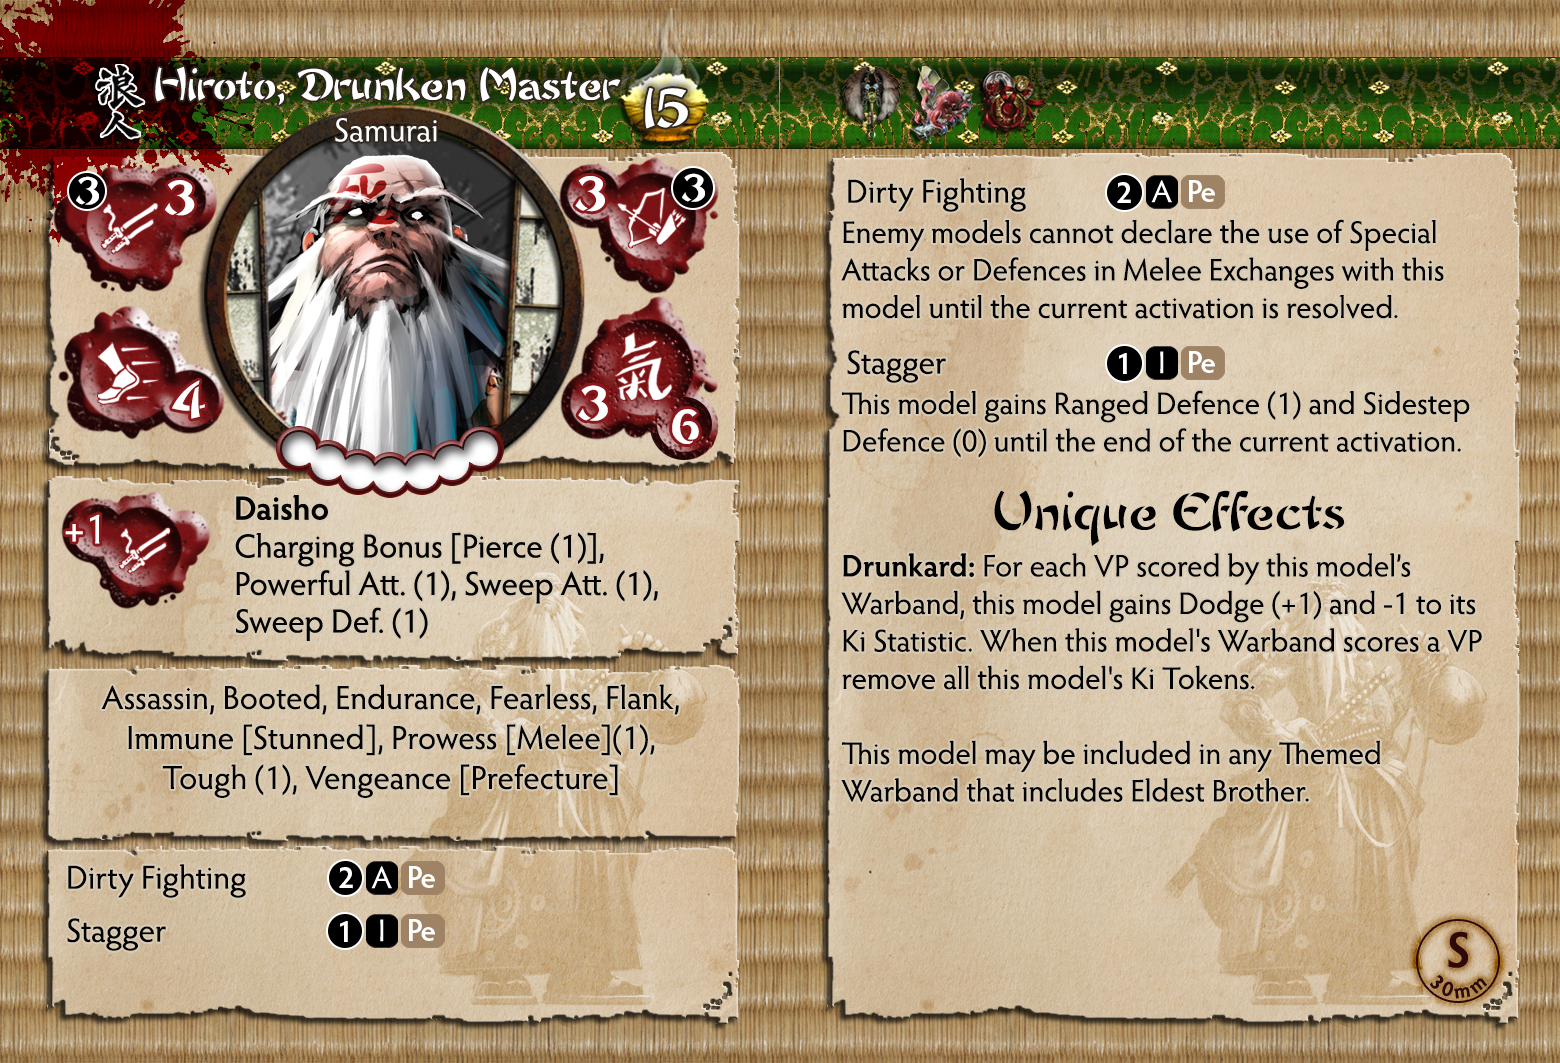 浪人
Hiroto, Drunken Master
15
Samurai
3 3
3 3
4
氣
3 6
+1
Daisho
Charging Bonus [Pierce (1)],
Powerful Att. (1), Sweep Att. (1),
Sweep Def. (1)
Assassin, Booted, Endurance, Fearless, Flank,
Immune [Stunned], Prowess [Melee](1),
Tough (1), Vengeance [Prefecture]
Dirty Fighting 2 A Pe
Stagger 1 I Pe
Dirty Fighting 2 A Pe
Enemy models cannot declare the use of Special
Attacks or Defences in Melee Exchanges with this
model until the current activation is resolved.
Stagger 1 I Pe
This model gains Ranged Defence (1) and Sidestep
Defence (0) until the end of the current activation.
Unique Effects
Drunkard: For each VP scored by this model's
Warband, this model gains Dodge (+1) and -1 to its
Ki Statistic. When this model's Warband scores a VP
remove all this model's Ki Tokens.
This model may be included in any Themed
Warband that includes Eldest Brother.
S
30mm